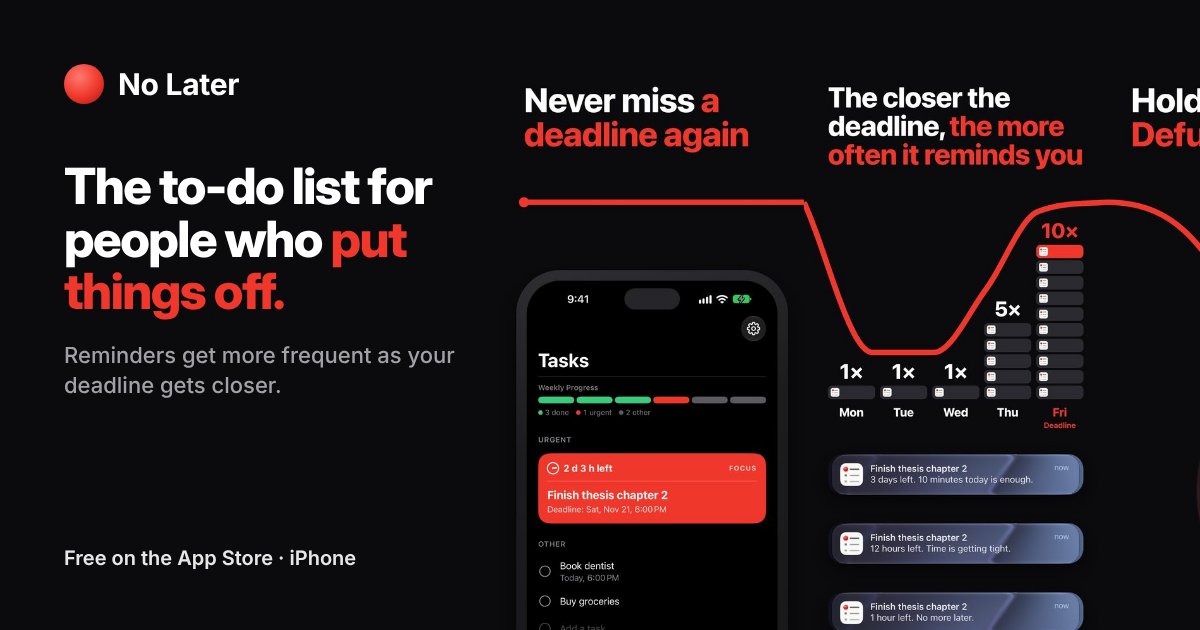 No Later
The to-do list for
people who put
things off.
Reminders get more frequent as your
deadline gets closer.
Free on the App Store · iPhone
Never miss a
deadline again
9:41
Tasks
Weekly Progress
3 done 1 urgent 2 other
URGENT
2 d 3 h left FOCUS
Finish thesis chapter 2
Deadline: Sat, Nov 21, 6:00 PM
OTHER
Book dentist
Today, 6:00 PM
Buy groceries
Add a task
The closer the
deadline, the more
often it reminds you
1× 1× 1× 5× 10×
Mon Tue Wed Thu Fri
Deadline
Finish thesis chapter 2 now
3 days left. 10 minutes today is enough.
Finish thesis chapter 2 now
12 hours left. Time is getting tight.
Finish thesis chapter 2 now
1 hour left. No more later.
Hold